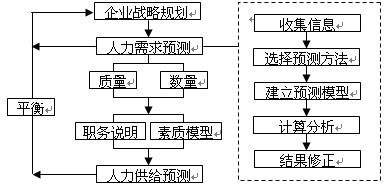 企业战略规划
人力需求预测
质量
数量
平衡
职务说明
素质模型
人力供给预测
收集信息
选择预测方法
建立预测模型
计算分析
结果修正